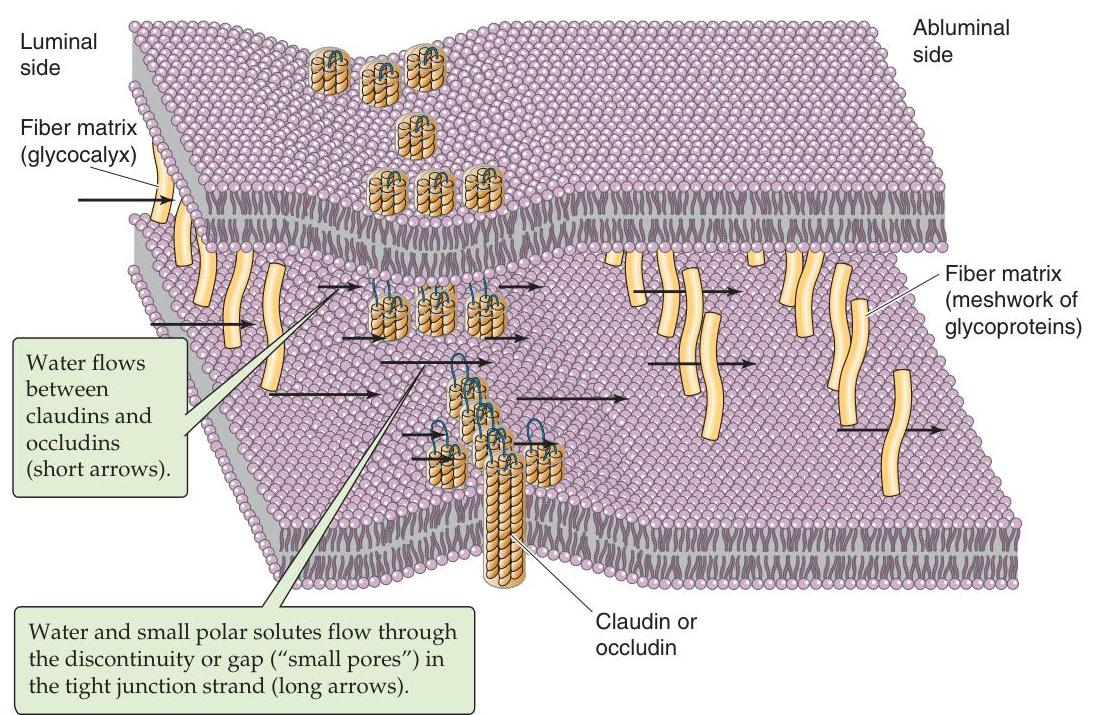 Luminal
side
Abluminal
side
Fiber matrix
(glycocalyx)
Fiber matrix
(meshwork of
glycoproteins)
Water flows
between
claudins and
occludins
(short arrows).
Claudin or
occludin
Water and small polar solutes flow through
the discontinuity or gap (“small pores”) in
the tight junction strand (long arrows).